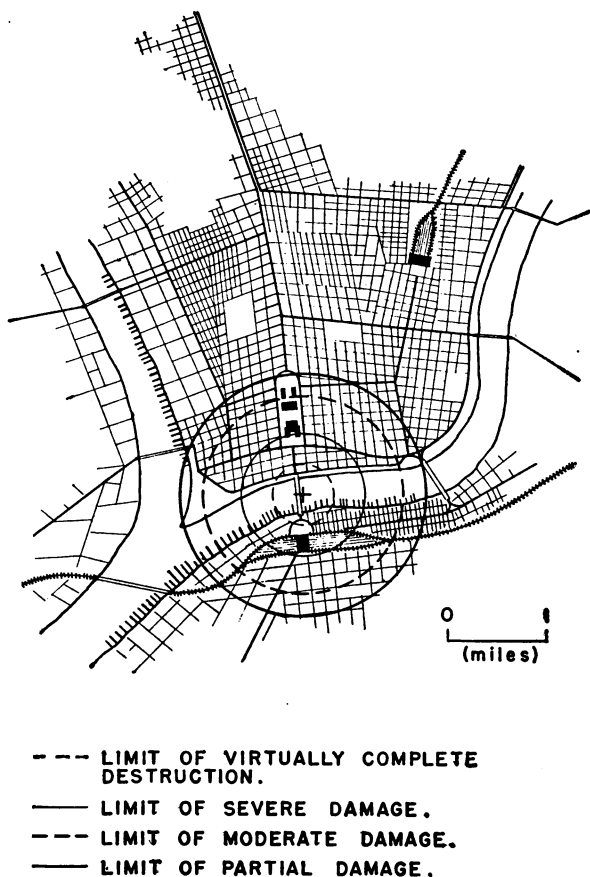 0
(miles)
LIMIT OF VIRTUALLY COMPLETE
DESTRUCTION.
LIMIT OF SEVERE DAMAGE.
LIMIT OF MODERATE DAMAGE.
LIMIT OF PARTIAL DAMAGE.